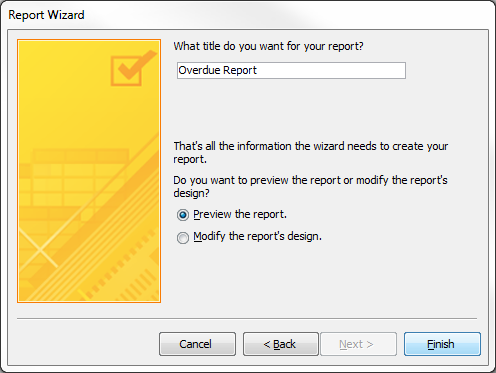 Report Wizard
What title do you want for your report?
Overdue Report
That's all the information the wizard needs to create your
report.
Do you want to preview the report or modify the report's
design?
Preview the report.
Modify the report's design.
Cancel
< Back
Next >
Finish